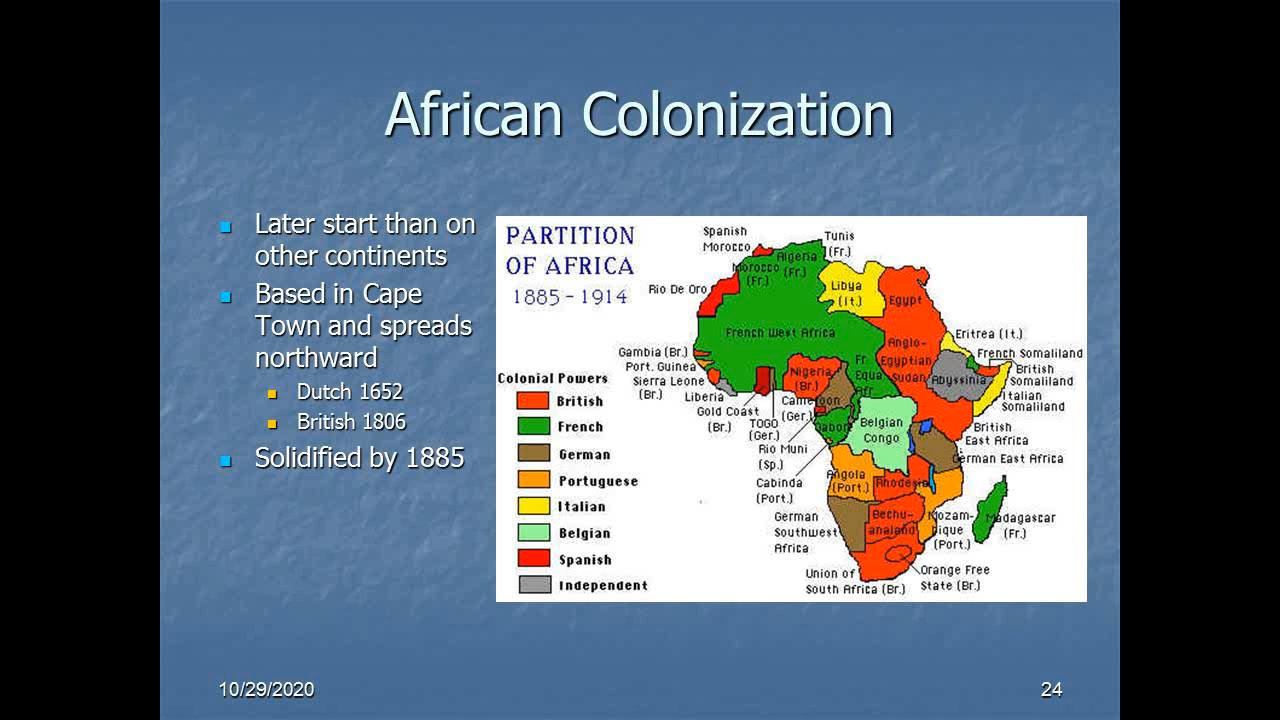 African Colonization
Later start than on
other continents
Based in Cape
Town and spreads
northward
Dutch 1652
British 1806
Solidified by 1885
PARTITION
OF AFRICA
1885 - 1914
Colonial Powers
British
French
German
Portuguese
Italian
Belgian
Spanish
Independent
Spanish
Morocco
Tunis
(Fr.)
Algeria
(Fr.)
Morocco
(Fr.)
Rio De Oro
Libya
(It.)
Egypt
French West Africa
Eritrea (It.)
Anglo-
Egyptian
Sudan
French Somaliland
British
Somaliland
Italian
Somaliland
Abyssinia
Gambia (Br.)
Port. Guinea
Sierra Leone
(Br.)
Liberia
Gold Coast
(Br.)
TOGO
(Ger.)
Nigeria
(Br.)
Cameroon
(Ger.)
Fr.
Equa.
Afr
Rio Muni
(Sp.)
Gabon
Cabinda
(Port.)
Belgian
Congo
British
East Africa
German East Africa
Angola
(Port.)
Rhodesia
German
Southwest
Africa
Bechu-
analand
Mozam-
bique
(Port.)
Madagascar
(Fr.)
Union of
South Africa (Br.)
Orange Free
State (Br.)
10/29/2020
24